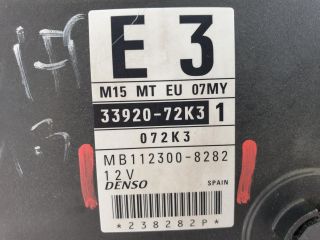 E 3
M15 MT EU 07MY
33920-72K3 1
072K3
MB112300-8282
12V
DENSO SPAIN
*238282P*